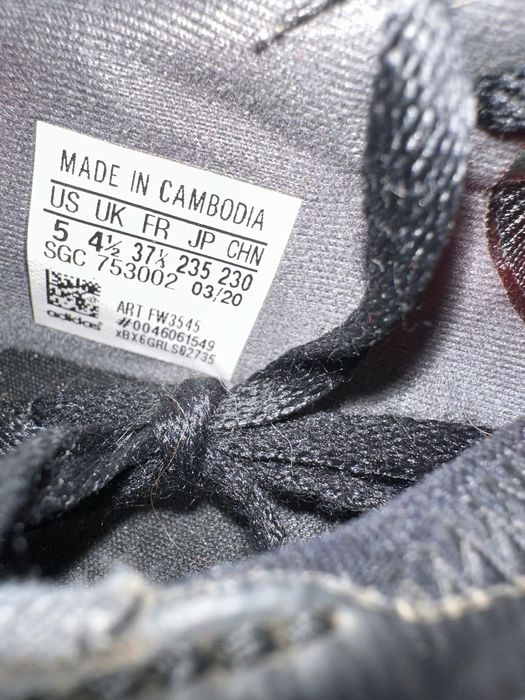 MADE IN CAMBODIA
US UK FR JP CHN
5 4½ 37⅓ 235 230
SGC 753002 03/20
ART FW3545
#0046061549
adidas
xBX6GRLS02735